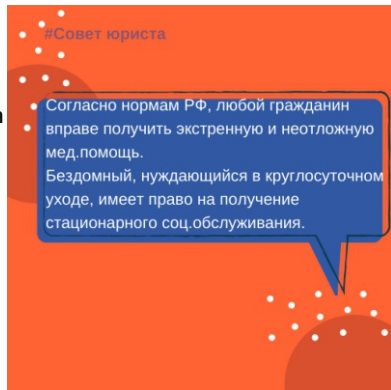 #Совет юриста
Согласно нормам РФ, любой гражданин
вправе получить экстренную и неотложную
мед.помощь.
Бездомный, нуждающийся в круглосуточном
уходе, имеет право на получение
стационарного соц.обслуживания.